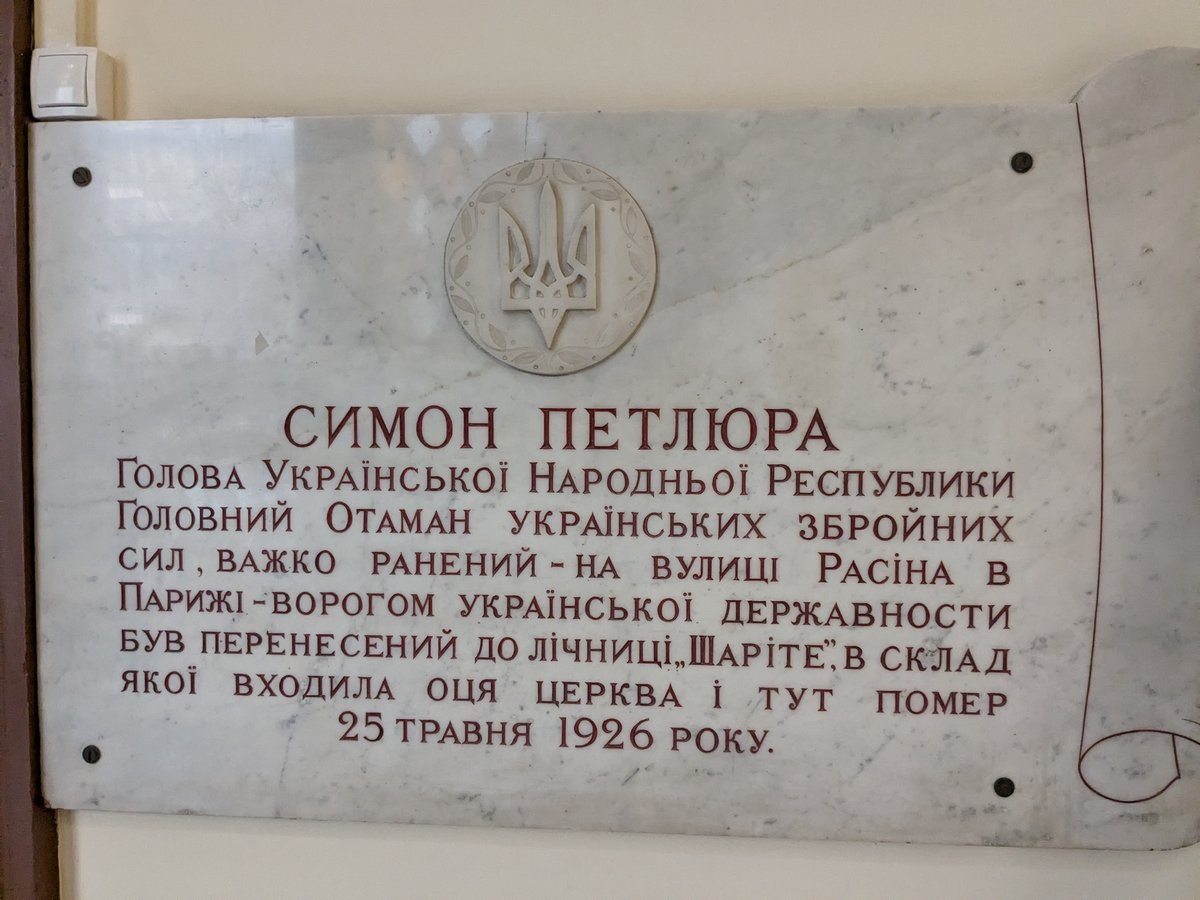 СИМОН ПЕТЛЮРА
Голова Української Народньої Республики
Головний Отаман українських збройних
сил, важко ранений - на вулиці Расіна в
Парижі - ворогом української державности
був перенесений до лічниці „Шаріте”, в склад
якої входила оця церква і тут помер
25 травня 1926 року.